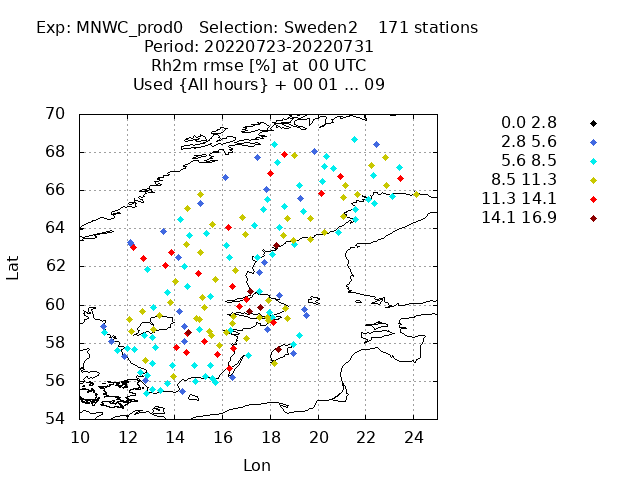 Exp: MNWC_prod0   Selection: Sweden2    171 stations
Period: 20220723-20220731
Rh2m rmse [%] at  00 UTC
Used {All hours} + 00 01 ... 09
0.0 2.8
2.8 5.6
5.6 8.5
8.5 11.3
11.3 14.1
14.1 16.9
70
68
66
64
62
60
58
56
54
Lat
10 12 14 16 18 20 22 24
Lon